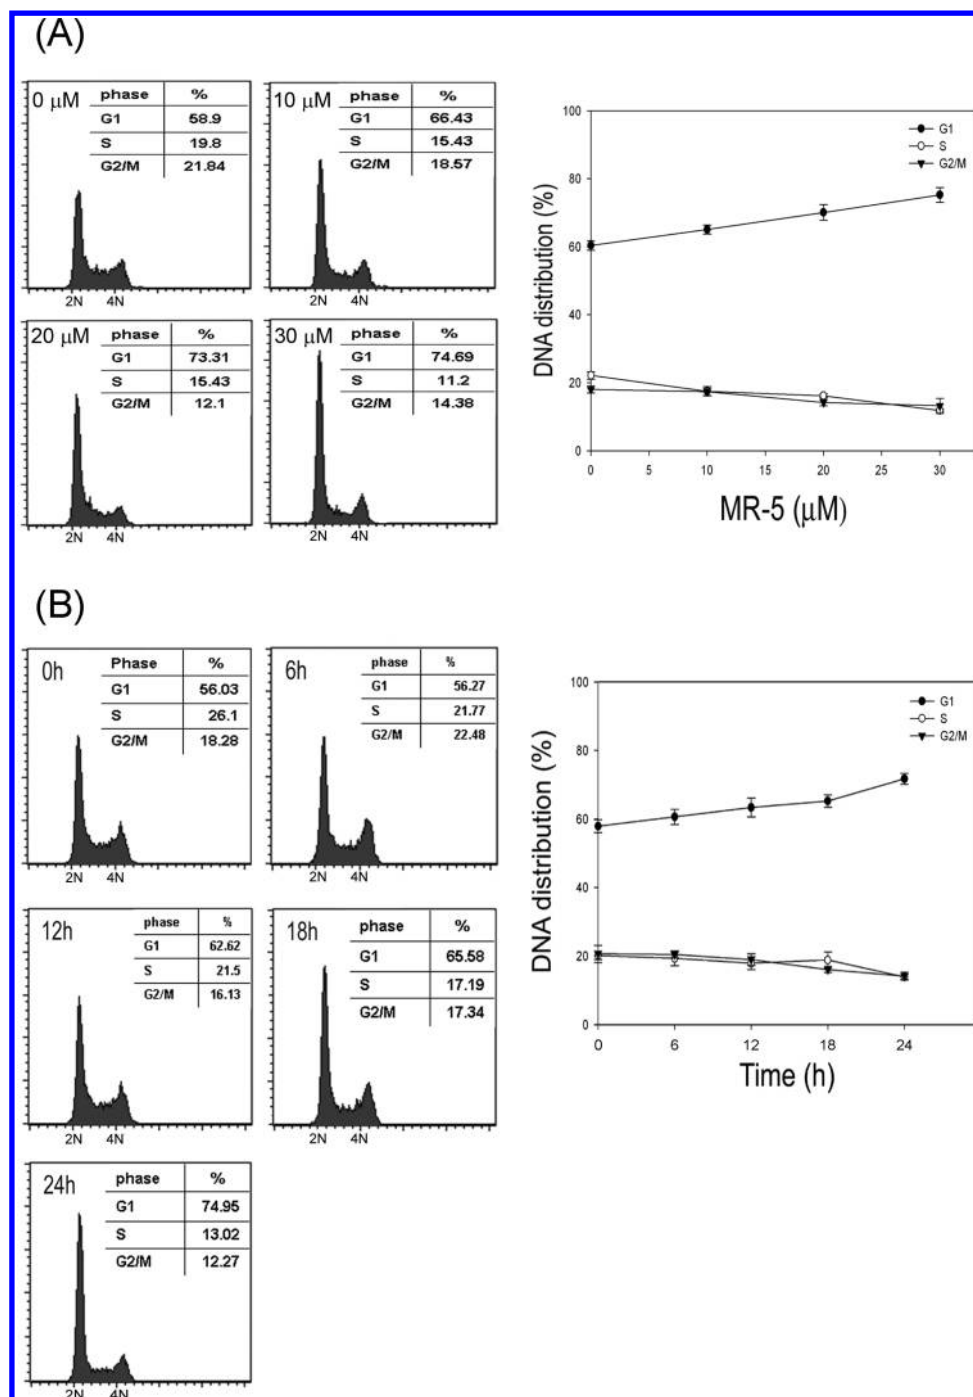 (A)
0 μM
phase %
G1 58.9
S 19.8
G2/M 21.84
2N 4N
10 μM
phase %
G1 66.43
S 15.43
G2/M 18.57
2N 4N
20 μM
phase %
G1 73.31
S 15.43
G2/M 12.1
2N 4N
30 μM
phase %
G1 74.69
S 11.2
G2/M 14.38
2N 4N
DNA distribution (%)
100
80
60
40
20
0
G1
S
G2/M
0 5 10 15 20 25 30
MR-5 (μM)
(B)
0h
Phase %
G1 56.03
S 26.1
G2/M 18.28
2N 4N
6h
phase %
G1 56.27
S 21.77
G2/M 22.48
2N 4N
12h
phase %
G1 62.62
S 21.5
G2/M 16.13
2N 4N
18h
phase %
G1 65.58
S 17.19
G2/M 17.34
2N 4N
24h
phase %
G1 74.95
S 13.02
G2/M 12.27
2N 4N
DNA distribution (%)
100
80
60
40
20
0
G1
S
G2/M
0 6 12 18 24
Time (h)